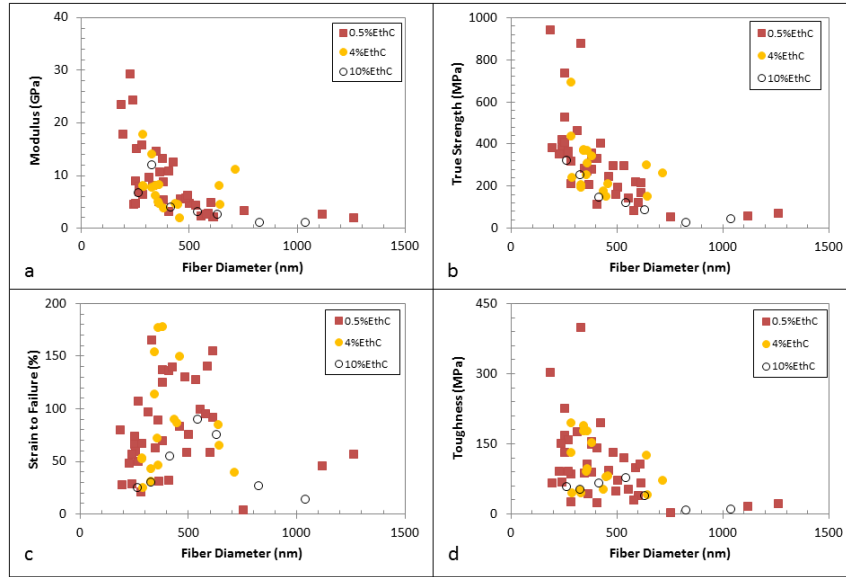 40
30
20
10
0
Modulus (GPa)
0 500 1000 1500
Fiber Diameter (nm)
0.5%EthC
4%EthC
10%EthC
a
1000
800
600
400
200
0
True Strength (MPa)
0 500 1000 1500
Fiber Diameter (nm)
0.5%EthC
4%EthC
10%EthC
b
200
150
100
50
0
Strain to Failure (%)
0 500 1000 1500
Fiber Diameter (nm)
0.5%EthC
4%EthC
10%EthC
c
450
300
150
0
Toughness (MPa)
0 500 1000 1500
Fiber Diameter (nm)
0.5%EthC
4%EthC
10%EthC
d